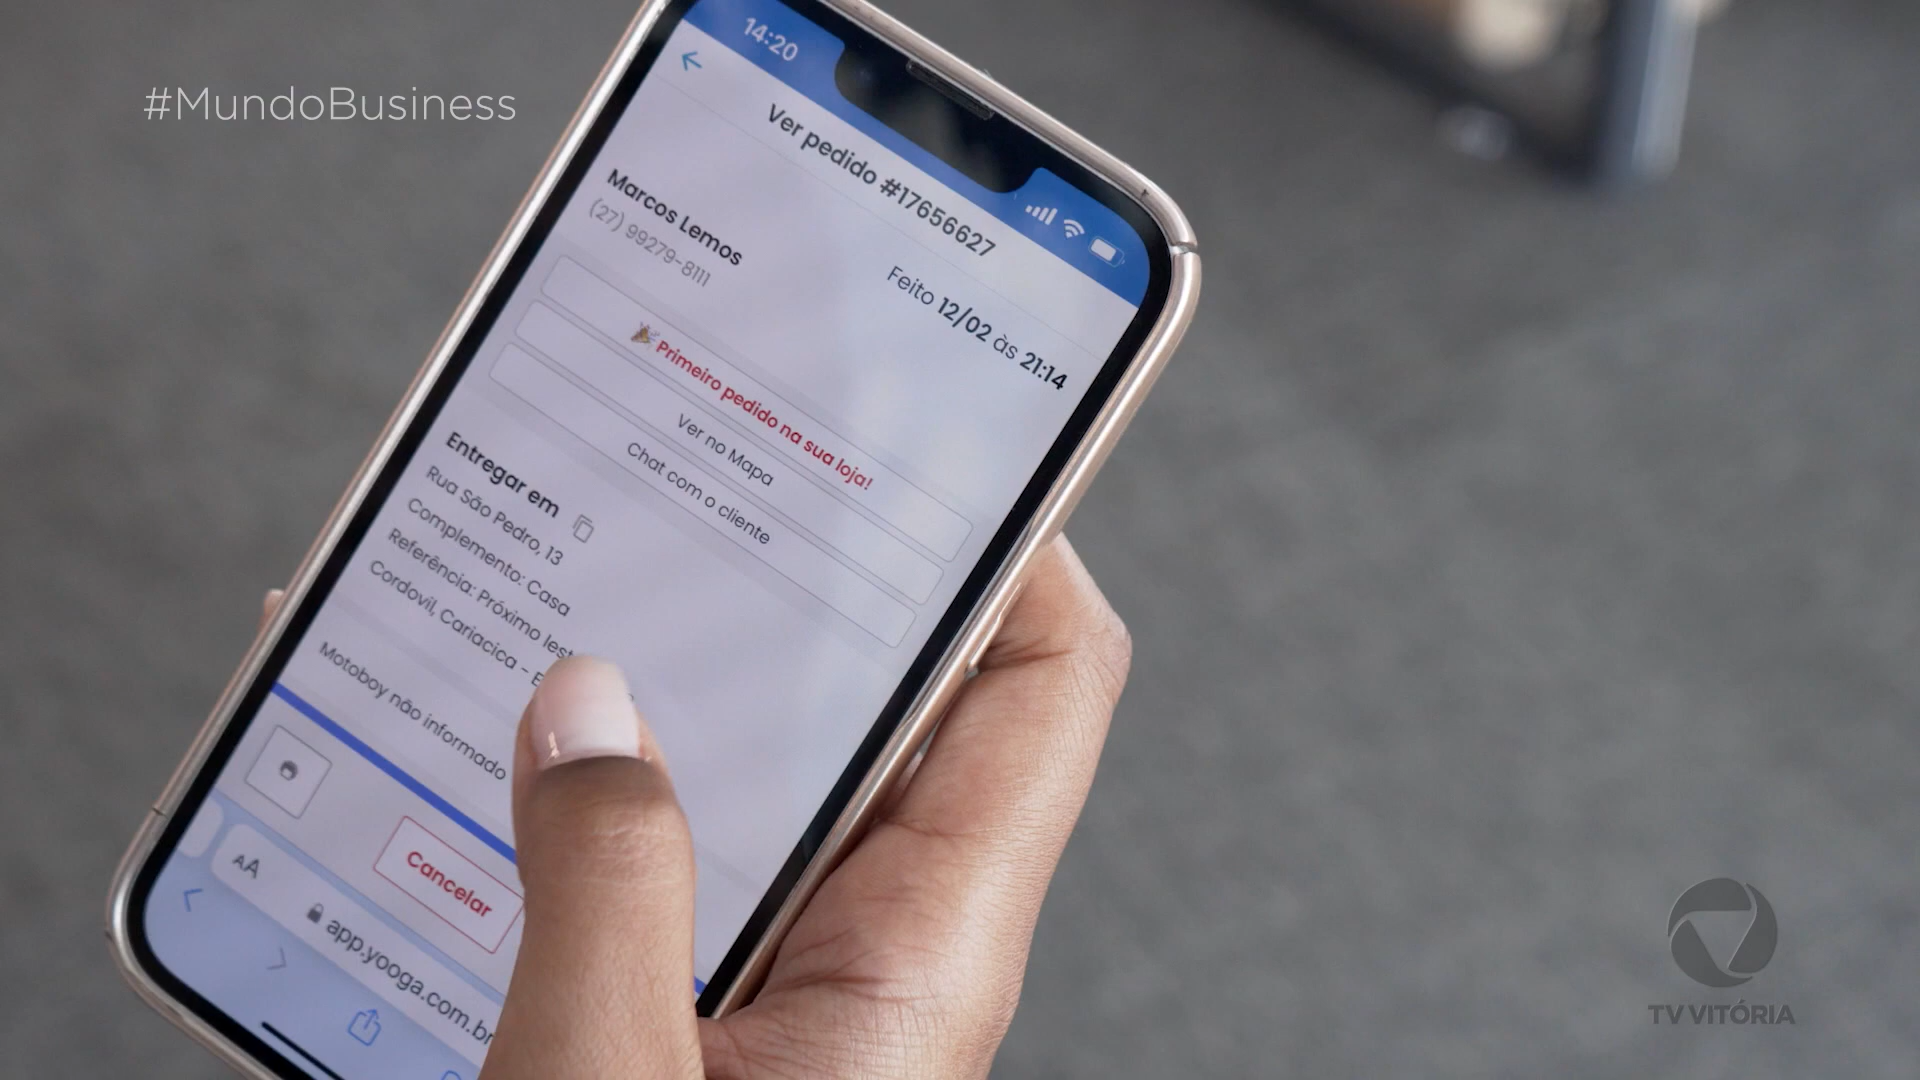 #MundoBusiness
14:20
Ver pedido #17656627
Marcos Lemos
(27) 99279-8111
Feito 12/02 às 21:14
Primeiro pedido na sua loja!
Ver no Mapa
Chat com o cliente
Entregar em
Rua São Pedro, 13
Complemento: Casa
Referência: Próximo
Cordovil, Cariacica -
Motoboy não informado
Cancelar
AA
app.yooga.com.br
TV VITÓRIA